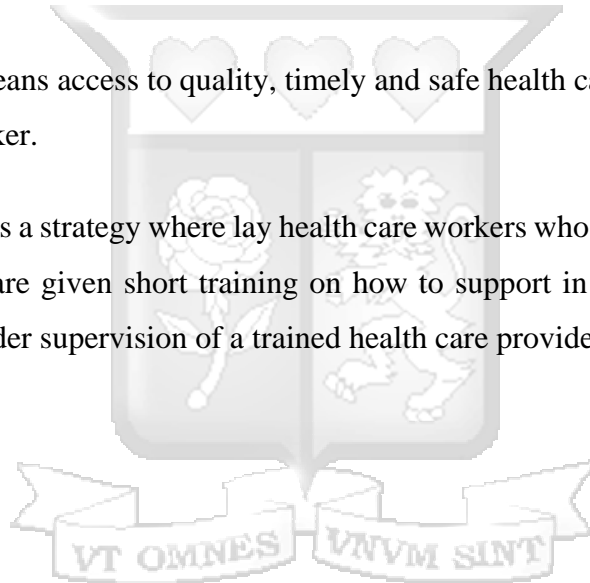 eans access to quality, timely and safe health ca
ker.
s a strategy where lay health care workers who
are given short training on how to support in
der supervision of a trained health care provide
VT OMNES VNVM SINT